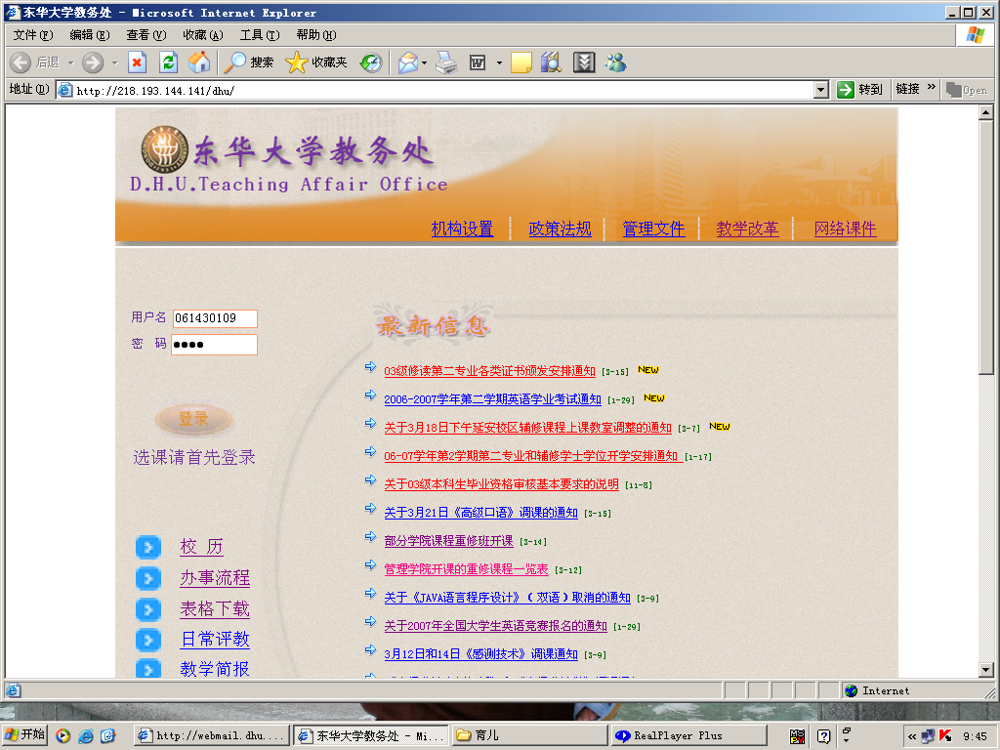 东华大学教务处 - Microsoft Internet Explorer
文件(F) 编辑(E) 查看(V) 收藏(A) 工具(T) 帮助(H)
后退 搜索 收藏夹
地址(D) http://218.193.144.141/dhu/ 转到 链接 » Open
东华大学教务处
D.H.U.Teaching Affair Office
机构设置 政策法规 管理文件 教学改革 网络课件
用户名 061430109
密 码 ●●●●
登录
选课请首先登录
校 历
办事流程
表格下载
日常评教
教学简报
最新信息
03级修读第二专业各类证书颁发安排通知 [3-15] NEW
2006-2007学年第二学期英语学业考试通知 [1-29] NEW
关于3月18日下午延安校区辅修课程上课教室调整的通知 [3-7] NEW
06-07学年第2学期第二专业和辅修学士学位开学安排通知 [1-17]
关于03级本科生毕业资格审核基本要求的说明 [11-8]
关于3月21日《高级口语》调课的通知 [3-15]
部分学院课程重修班开课 [3-14]
管理学院开课的重修课程一览表 [3-12]
关于《JAVA语言程序设计》（双语）取消的通知 [3-9]
关于2007年全国大学生英语竞赛报名的通知 [1-29]
3月12日和14日《感测技术》调课通知 [3-9]
Internet
开始 http://webmail.dhu.... 东华大学教务处 - Mi... 育儿 RealPlayer Plus « 9:45